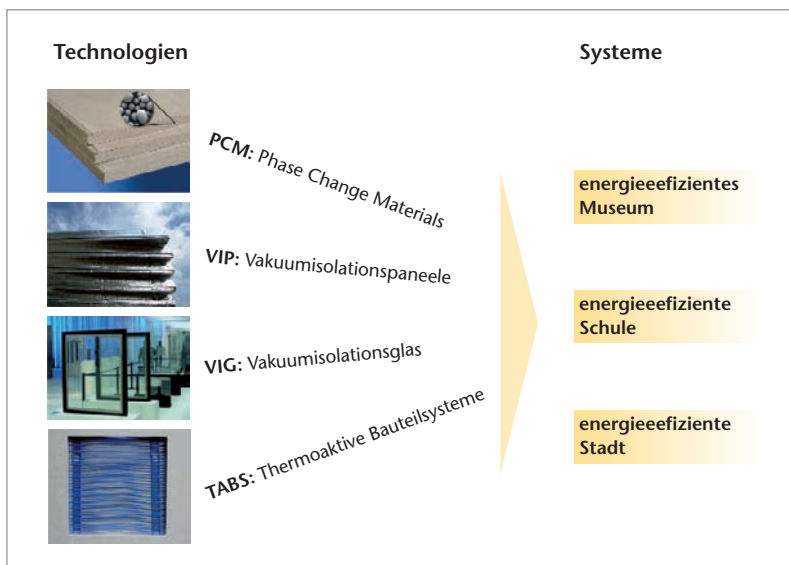 Technologien
Systeme
PCM: Phase Change Materials
VIP: Vakuumisolationspaneele
VIG: Vakuumisolationsglas
TABS: Thermoaktive Bauteilsysteme
energieeefizientes
Museum
energieeefiziente
Schule
energieeefiziente
Stadt